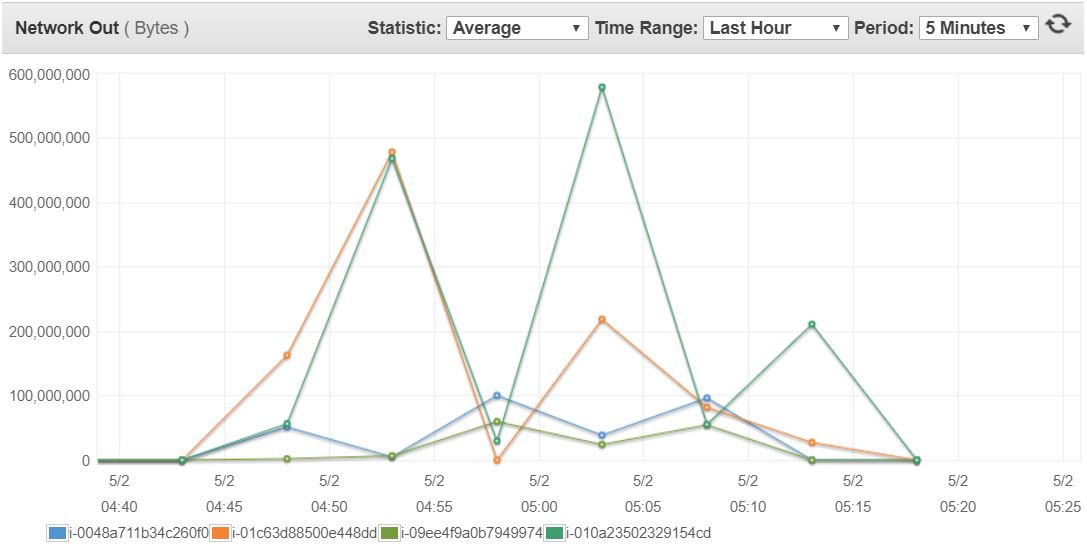 Network Out ( Bytes ) Statistic: Average Time Range: Last Hour Period: 5 Minutes
600,000,000
500,000,000
400,000,000
300,000,000
200,000,000
100,000,000
0
5/2 5/2 5/2 5/2 5/2 5/2 5/2 5/2 5/2 5/2
04:40 04:45 04:50 04:55 05:00 05:05 05:10 05:15 05:20 05:25
i-0048a711b34c260f0 i-01c63d88500e448dd i-09ee4f9a0b7949974 i-010a23502329154cd